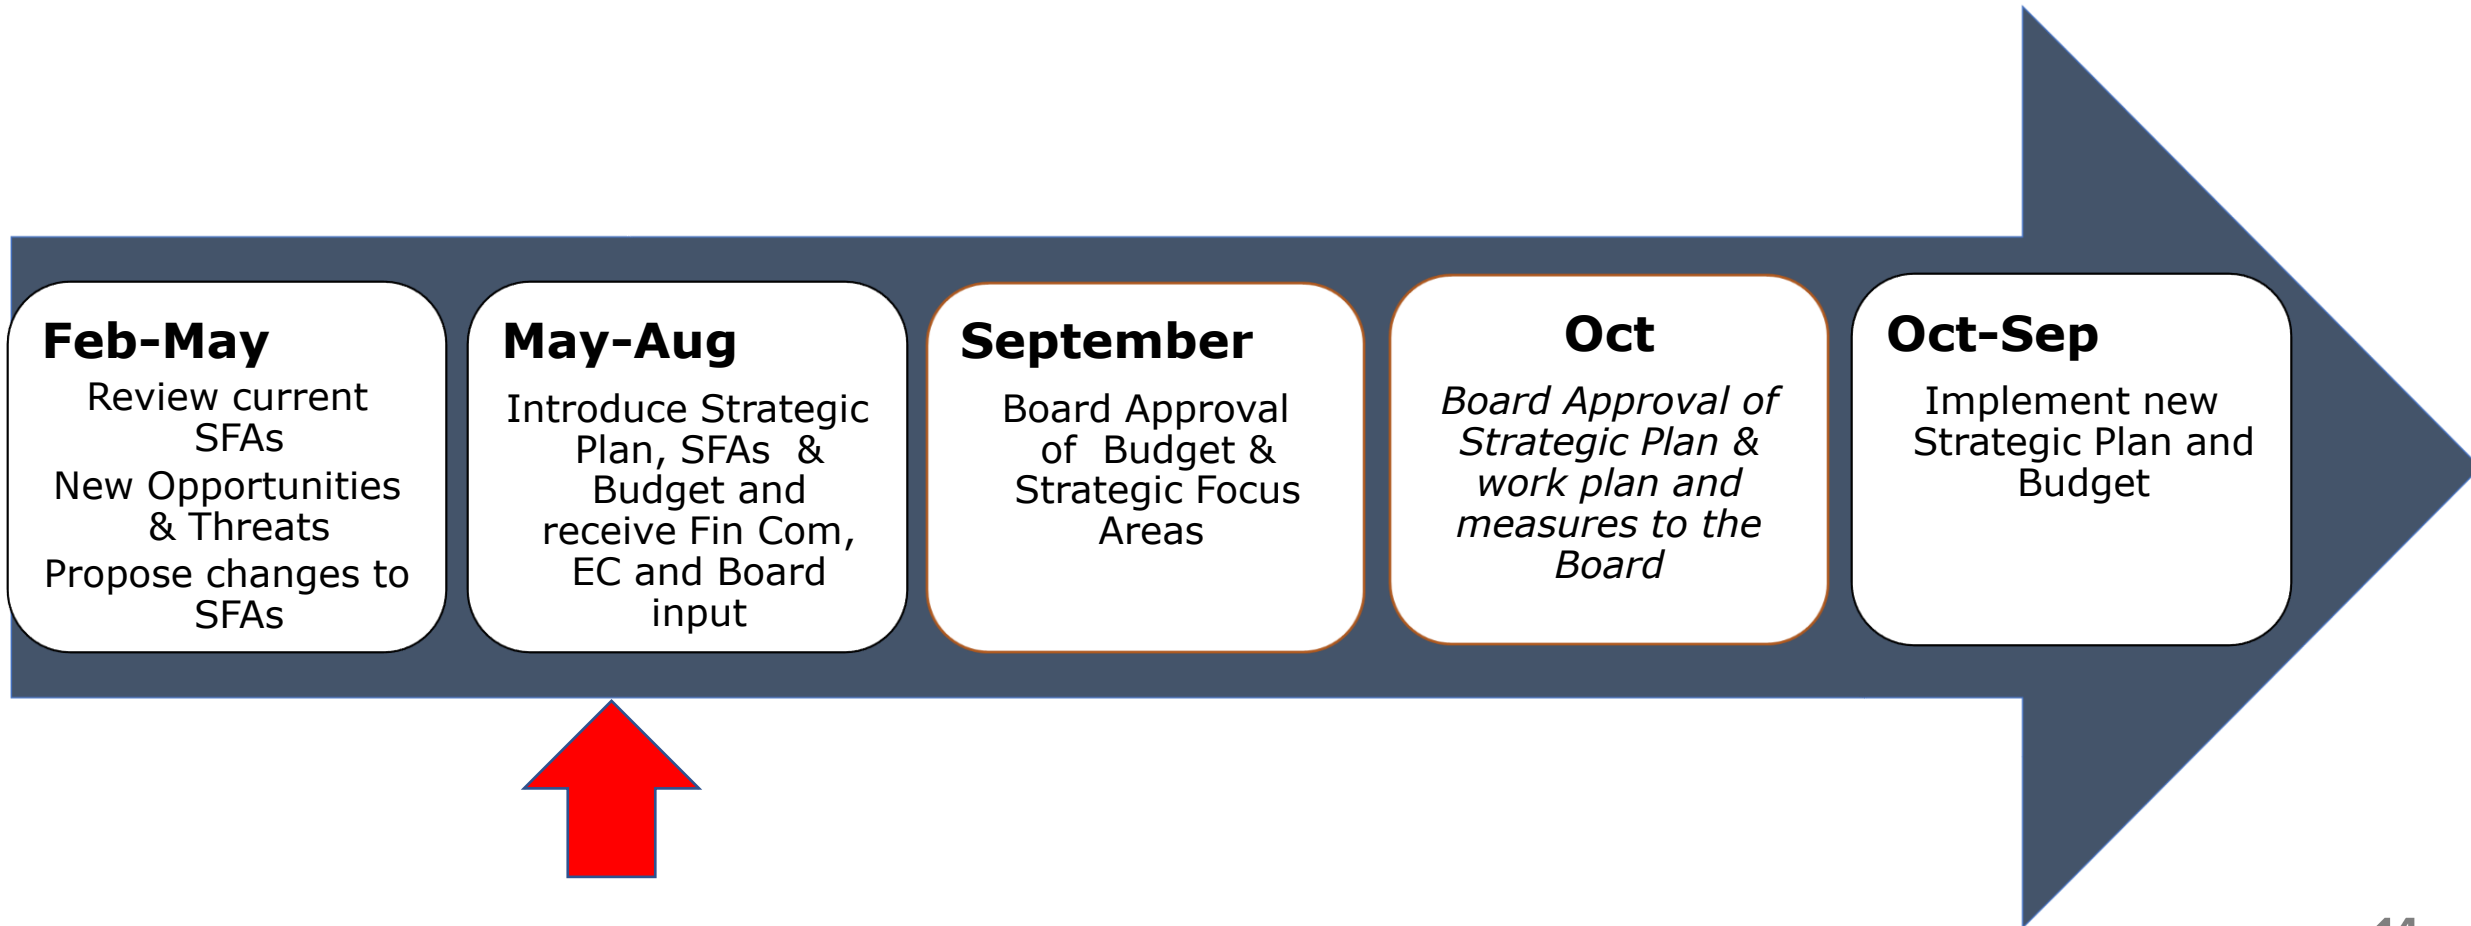 Feb–May
Review current
SFAs
New Opportunities
& Threats
Propose changes to
SFAs
May–Aug
Introduce Strategic
Plan, SFAs  &
Budget and
receive Fin Com,
EC and Board
input
September
Board Approval
of  Budget &
Strategic Focus
Areas
Oct
Board Approval of
Strategic Plan &
work plan and
measures to the
Board
Oct–Sep
Implement new
Strategic Plan and
Budget